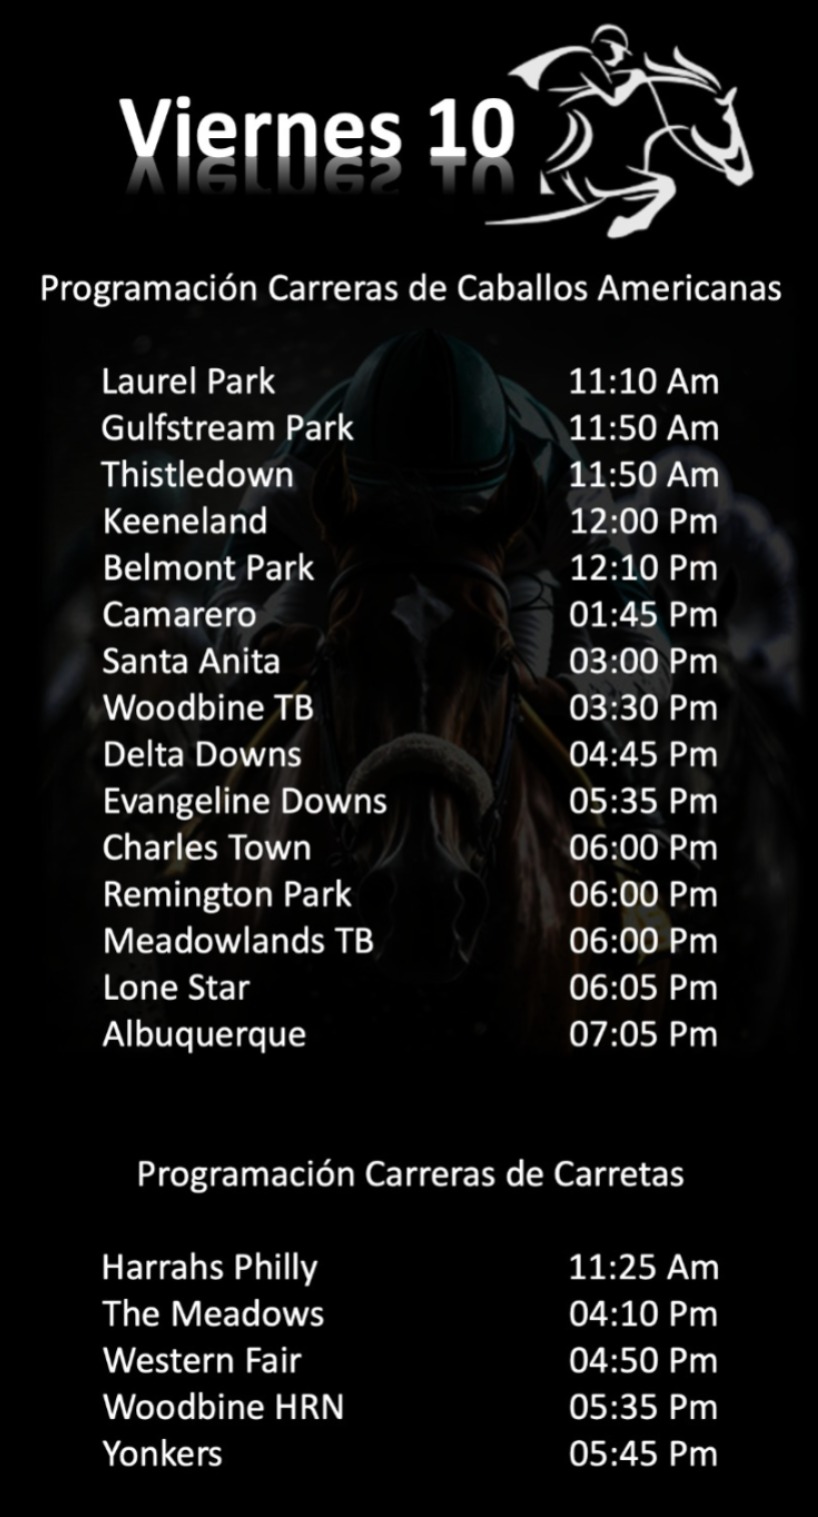 Viernes 10
Programación Carreras de Caballos Americanas
Laurel Park 11:10 Am
Gulfstream Park 11:50 Am
Thistledown 11:50 Am
Keeneland 12:00 Pm
Belmont Park 12:10 Pm
Camarero 01:45 Pm
Santa Anita 03:00 Pm
Woodbine TB 03:30 Pm
Delta Downs 04:45 Pm
Evangeline Downs 05:35 Pm
Charles Town 06:00 Pm
Remington Park 06:00 Pm
Meadowlands TB 06:00 Pm
Lone Star 06:05 Pm
Albuquerque 07:05 Pm
Programación Carreras de Carretas
Harrahs Philly 11:25 Am
The Meadows 04:10 Pm
Western Fair 04:50 Pm
Woodbine HRN 05:35 Pm
Yonkers 05:45 Pm